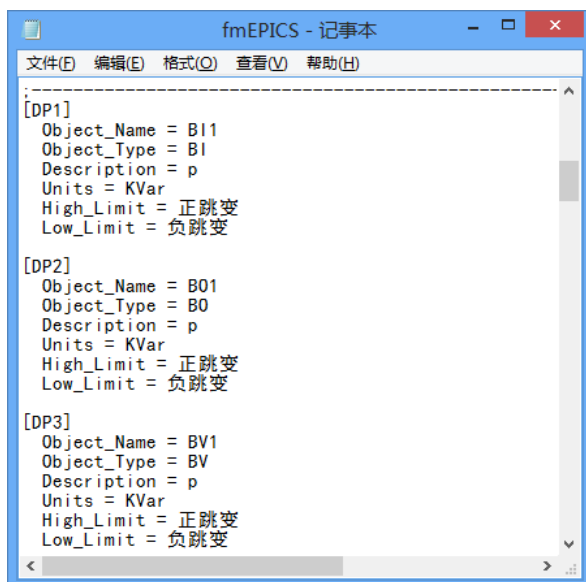 fmEPICS - 记事本
文件(F) 编辑(E) 格式(O) 查看(V) 帮助(H)
;---------------------------------------------------
[DP1]
Object_Name = BI1
Object_Type = BI
Description = p
Units = KVar
High_Limit = 正跳变
Low_Limit = 负跳变
[DP2]
Object_Name = BO1
Object_Type = BO
Description = p
Units = KVar
High_Limit = 正跳变
Low_Limit = 负跳变
[DP3]
Object_Name = BV1
Object_Type = BV
Description = p
Units = KVar
High_Limit = 正跳变
Low_Limit = 负跳变